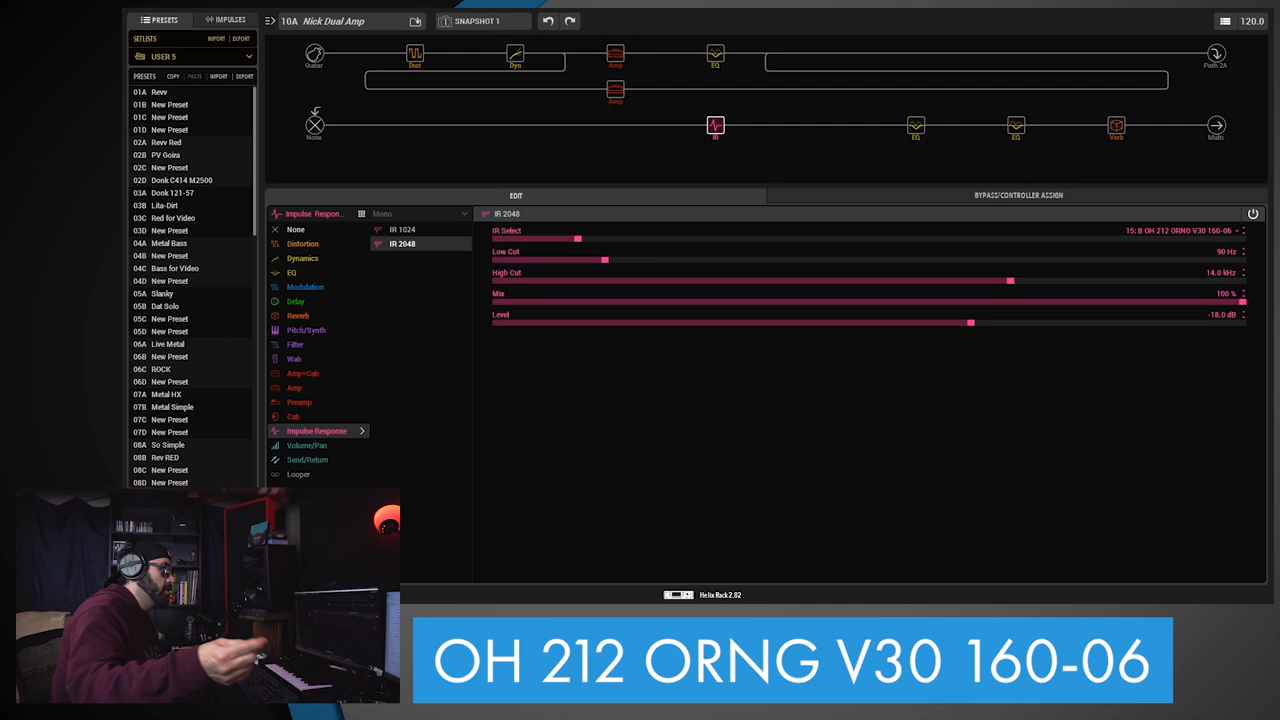 PRESETS IMPULSES 10A Nick Dual Amp SNAPSHOT 1 120.0
SETLISTS IMPORT EXPORT
USER 5
PRESETS COPY PASTE IMPORT EXPORT
01A Revv
01B New Preset
01C New Preset
01D New Preset
02A Revv Red
02B PV Goira
02C New Preset
02D Donk C414 M2500
03A Donk 121-57
03B Lita-Dirt
03C Red for Video
03D New Preset
04A Metal Bass
04B New Preset
04C Bass for VIdeo
04D New Preset
05A Slanky
05B Dat Solo
05C New Preset
05D New Preset
06A Live Metal
06B New Preset
06C ROCK
06D New Preset
07A Metal HX
07B Metal Simple
07C New Preset
07D New Preset
08A So Simple
08B Rev RED
08C New Preset
08D New Preset
Guitar Dist Dyn Amp EQ Path 2A
Amp
None IR EQ EQ Verb Multi
EDIT BYPASS/CONTROLLER ASSIGN
Impulse Respon... Mono IR 2048
None
Distortion
Dynamics
EQ
Modulation
Delay
Reverb
Pitch/Synth
Filter
Wah
Amp+Cab
Amp
Preamp
Cab
Impulse Response
Volume/Pan
Send/Return
Looper
IR 1024
IR 2048
IR Select 15: B OH 212 ORNG V30 160-06
Low Cut 90 Hz
High Cut 14.0 kHz
Mix 100 %
Level -18.0 dB
Helix Rack 2.82
OH 212 ORNG V30 160-06